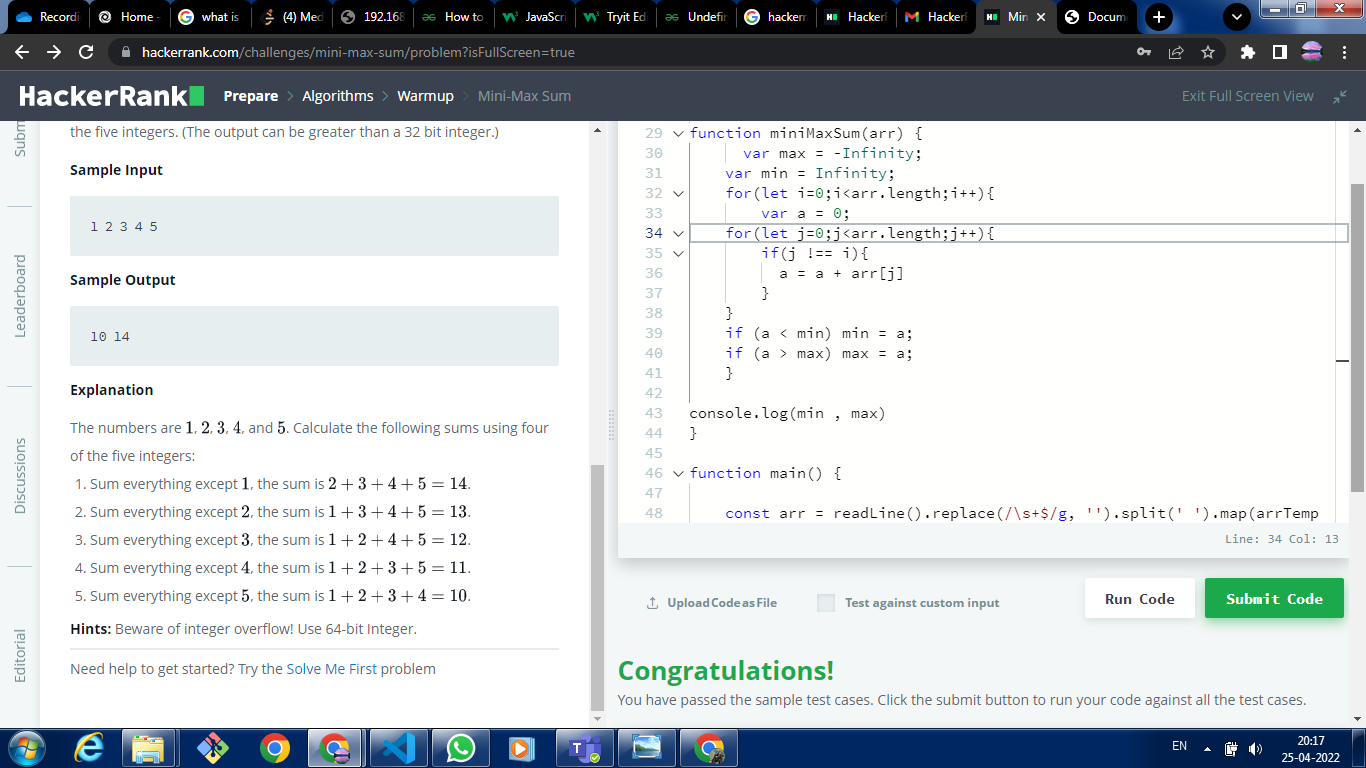 Recordi
Home -
what is
(4) Med
192.168
How to
JavaScri
Tryit Edi
Undefir
hackerr
HackerR
HackerR
Min
Docum
hackerrank.com/challenges/mini-max-sum/problem?isFullScreen=true
HackerRank
Prepare > Algorithms > Warmup > Mini-Max Sum
Exit Full Screen View
Subm
Leaderboard
Discussions
Editorial
the five integers. (The output can be greater than a 32 bit integer.)
Sample Input
1 2 3 4 5
Sample Output
10 14
Explanation
The numbers are 1, 2, 3, 4, and 5. Calculate the following sums using four
of the five integers:
1. Sum everything except 1, the sum is 2 + 3 + 4 + 5 = 14.
2. Sum everything except 2, the sum is 1 + 3 + 4 + 5 = 13.
3. Sum everything except 3, the sum is 1 + 2 + 4 + 5 = 12.
4. Sum everything except 4, the sum is 1 + 2 + 3 + 5 = 11.
5. Sum everything except 5, the sum is 1 + 2 + 3 + 4 = 10.
Hints: Beware of integer overflow! Use 64-bit Integer.
Need help to get started? Try the Solve Me First problem
29 function miniMaxSum(arr) {
30 var max = -Infinity;
31 var min = Infinity;
32 for(let i=0;i<arr.length;i++){
33 var a = 0;
34 for(let j=0;j<arr.length;j++){
35 if(j !== i){
36 a = a + arr[j]
37 }
38 }
39 if (a < min) min = a;
40 if (a > max) max = a;
41 }
42
43 console.log(min , max)
44 }
45
46 function main() {
47
48 const arr = readLine().replace(/\s+$/g, '').split(' ').map(arrTemp
Line: 34 Col: 13
Upload Code as File
Test against custom input
Run Code
Submit Code
Congratulations!
You have passed the sample test cases. Click the submit button to run your code against all the test cases.
EN
20:17
25-04-2022